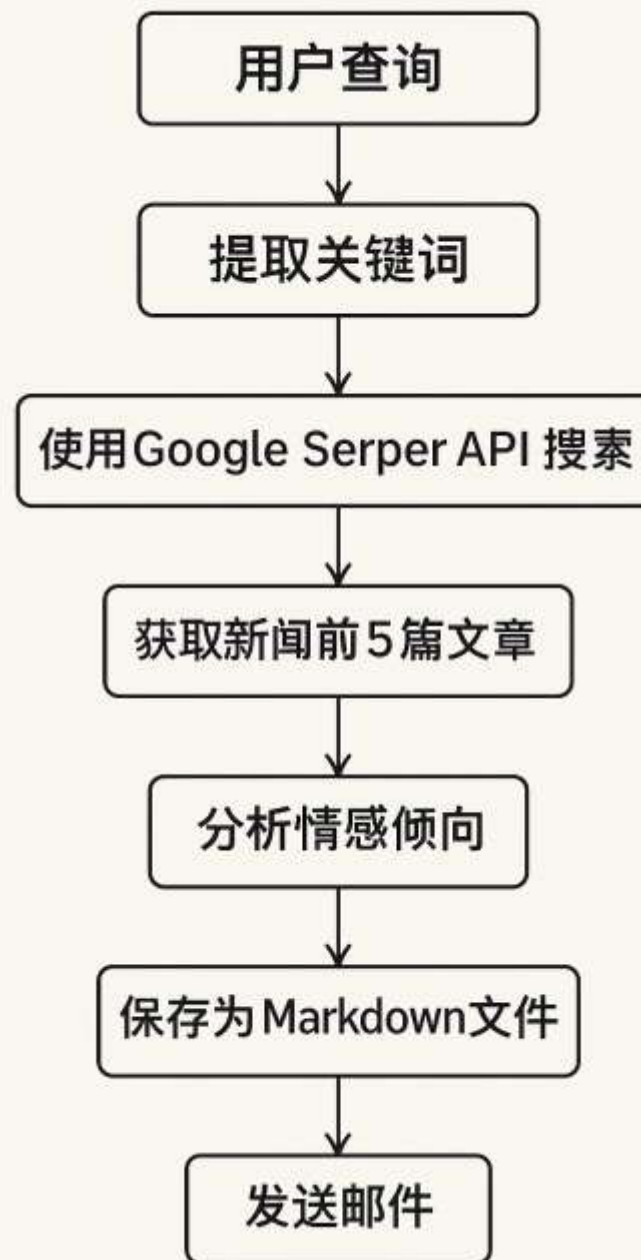 用户查询
提取关键词
使用Google Serper API 搜索
获取新闻前5篇文章
分析情感倾向
保存为Markdown文件
发送邮件